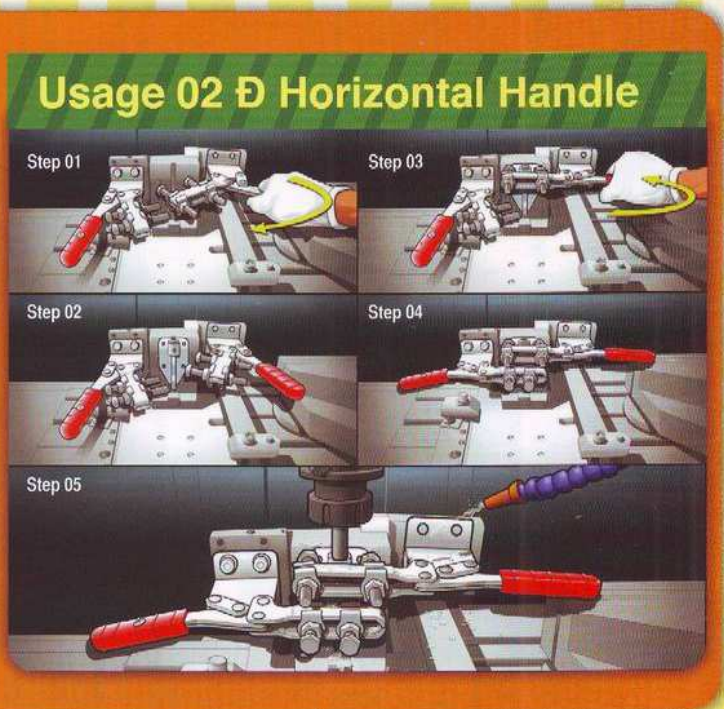 Usage 02 Đ Horizontal Handle
Step 01
Step 03
Step 02
Step 04
Step 05